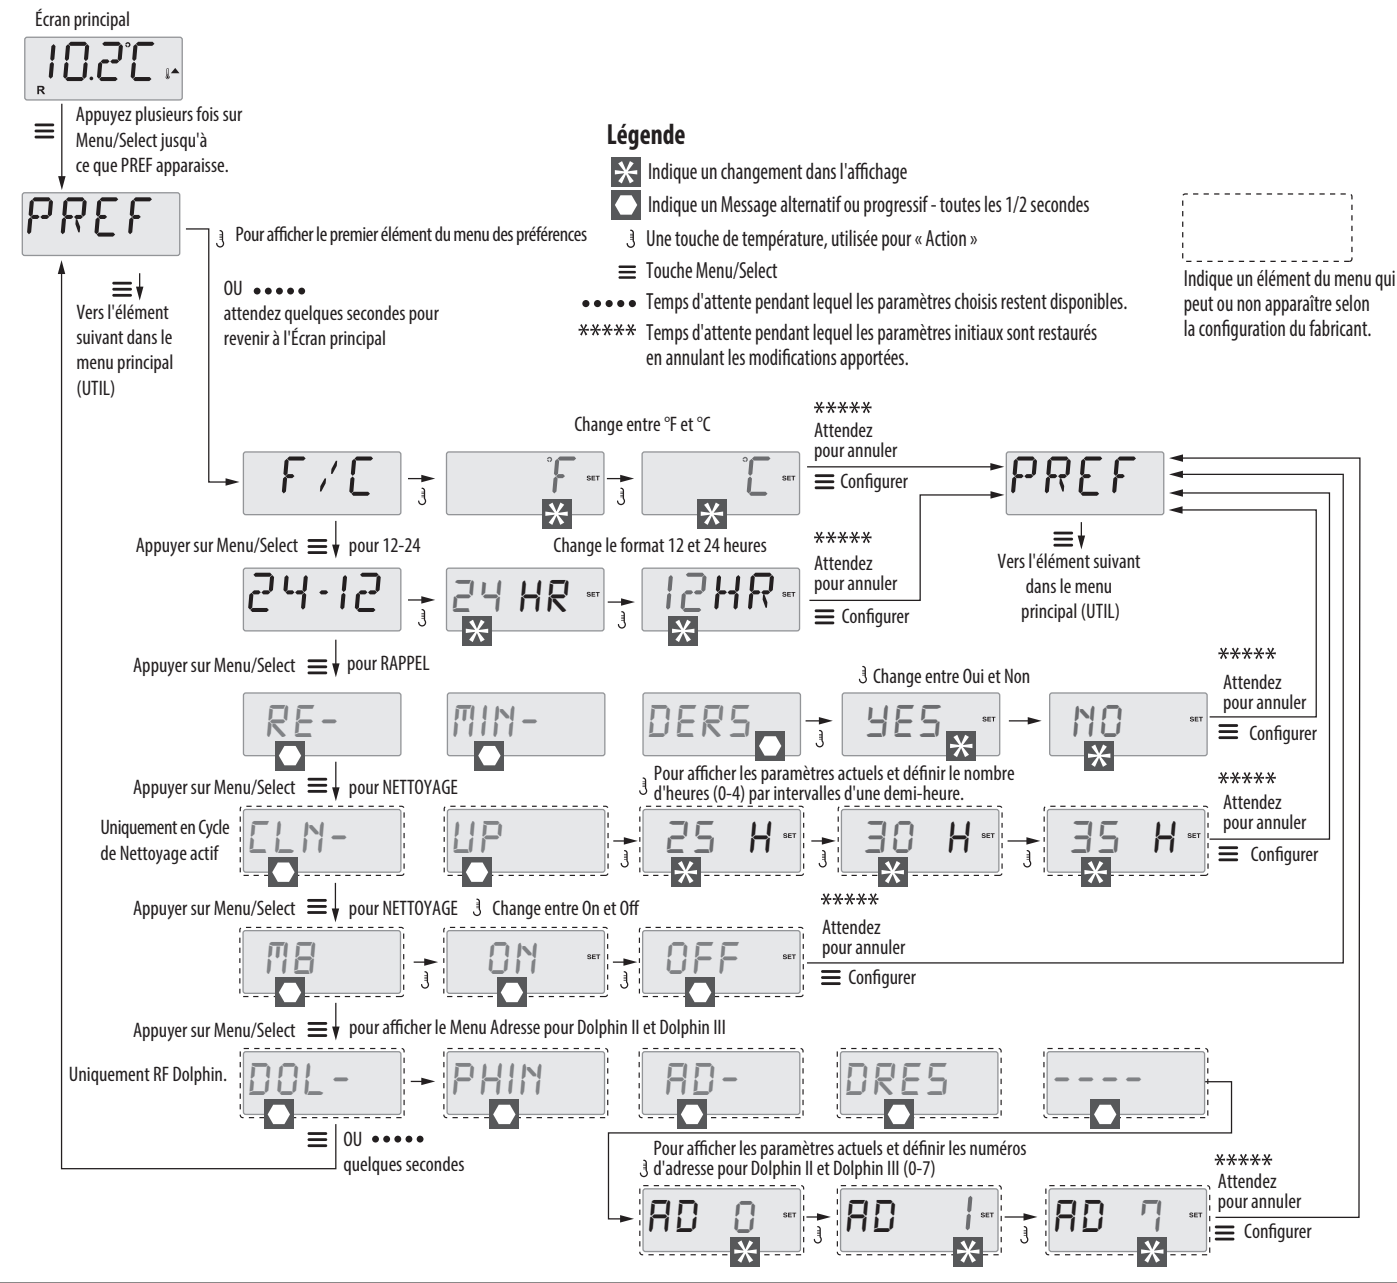 Écran principal
10.2°C
R
Appuyez plusieurs fois sur
Menu/Select jusqu'à
ce que PREF apparaisse.
PREF
Pour afficher le premier élément du menu des préférences
OU •••••
attendez quelques secondes pour
revenir à l'Écran principal
Vers l'élément
suivant dans le
menu principal
(UTIL)
Légende
Indique un changement dans l'affichage
Indique un Message alternatif ou progressif - toutes les 1/2 secondes
Une touche de température, utilisée pour « Action »
Touche Menu/Select
••••• Temps d'attente pendant lequel les paramètres choisis restent disponibles.
***** Temps d'attente pendant lequel les paramètres initiaux sont restaurés
en annulant les modifications apportées.
Indique un élément du menu qui
peut ou non apparaître selon
la configuration du fabricant.
Change entre °F et °C
F/C
°F SET
°C SET
*****
Attendez
pour annuler
Configurer
PREF
Vers l'élément suivant
dans le menu
principal (UTIL)
Appuyer sur Menu/Select pour 12-24
Change le format 12 et 24 heures
24-12
24 HR SET
12HR SET
*****
Attendez
pour annuler
Configurer
Appuyer sur Menu/Select pour RAPPEL
Change entre Oui et Non
RE-
MIN-
DERS
YES SET
NO SET
*****
Attendez
pour annuler
Configurer
Appuyer sur Menu/Select pour NETTOYAGE
Pour afficher les paramètres actuels et définir le nombre
d'heures (0-4) par intervalles d'une demi-heure.
Uniquement en Cycle
de Nettoyage actif
CLN-
UP
25 H SET
30 H SET
35 H SET
*****
Attendez
pour annuler
Configurer
Appuyer sur Menu/Select pour NETTOYAGE
Change entre On et Off
M8
ON SET
OFF SET
*****
Attendez
pour annuler
Configurer
Appuyer sur Menu/Select pour afficher le Menu Adresse pour Dolphin II et Dolphin III
Uniquement RF Dolphin.
DOL-
PHIN
AD-
DRES
----
OU •••••
quelques secondes
Pour afficher les paramètres actuels et définir les numéros
d'adresse pour Dolphin II et Dolphin III (0-7)
AD 0 SET
AD 1 SET
AD 7 SET
*****
Attendez
pour annuler
Configurer